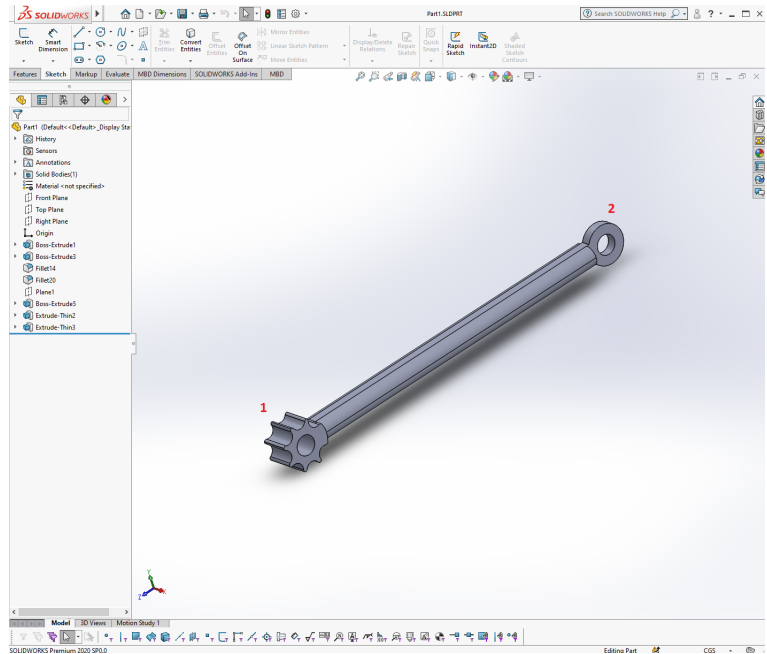 SOLIDWORKS
Part1.SLDPRT
Search SOLIDWORKS Help
Sketch
Smart Dimension
Trim Entities
Convert Entities
Offset Entities
Offset On Surface
Mirror Entities
Linear Sketch Pattern
Move Entities
Display/Delete Relations
Repair Sketch
Quick Snaps
Rapid Sketch
Instant2D
Shaded Sketch Contours
Features Sketch Markup Evaluate MBD Dimensions SOLIDWORKS Add-Ins MBD
Part1 (Default<<Default>_Display Sta
History
Sensors
A Annotations
Solid Bodies(1)
Material <not specified>
Front Plane
Top Plane
Right Plane
Origin
Boss-Extrude1
Boss-Extrude3
Fillet14
Fillet20
Plane1
Boss-Extrude5
Extrude-Thin2
Extrude-Thin3
2
1
Y
X
Z
Model 3D Views Motion Study 1
SOLIDWORKS Premium 2020 SP0.0
Editing Part
CGS